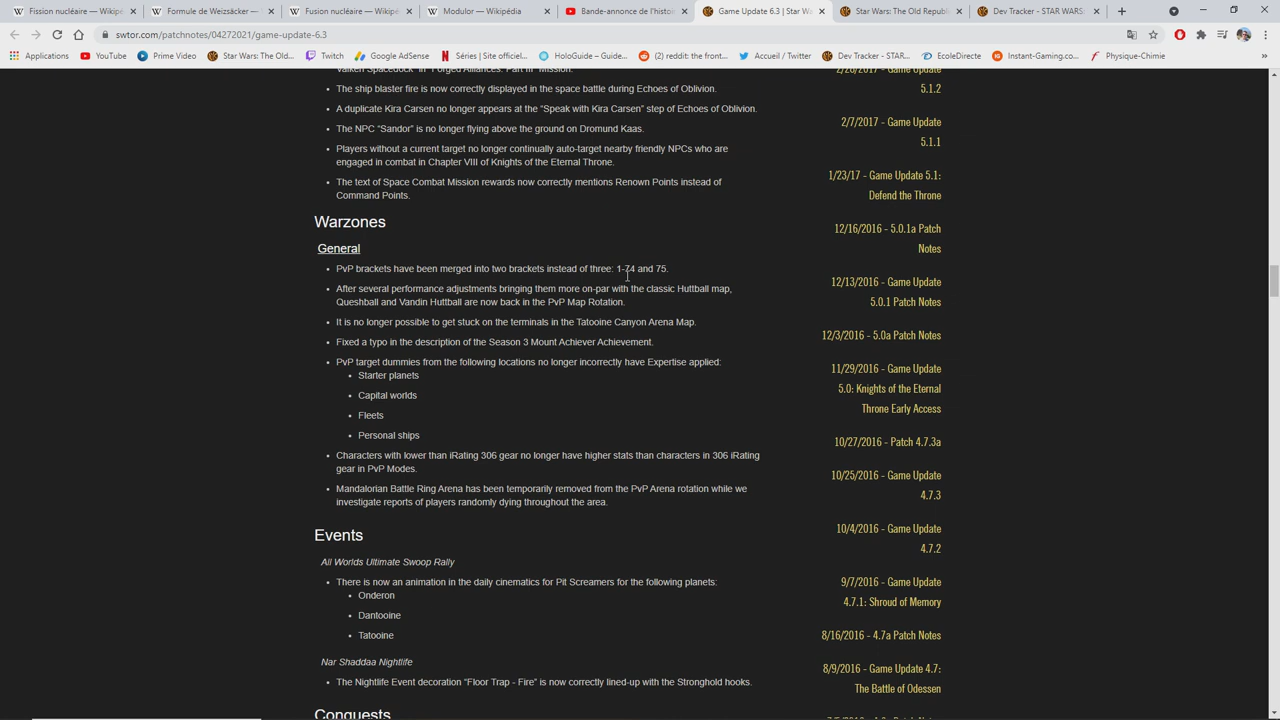 Fission nucléaire — Wikipé
Formule de Weizsäcker — W
Fusion nucléaire — Wikipé
Modulor — Wikipédia
Bande-annonce de l'histoi
Game Update 6.3 | Star W
Star Wars: The Old Republi
Dev Tracker - STAR WARS:
swtor.com/patchnotes/04272021/game-update-6.3
Applications
YouTube
Prime Video
Star Wars: The Old...
Twitch
Google AdSense
Séries | Site officiel...
HoloGuide – Guide...
(2) reddit: the front...
Accueil / Twitter
Dev Tracker - STAR...
EcoleDirecte
Instant-Gaming.co...
Physique-Chimie
Valken Spacedock" in "Forged Alliances: Part III" Mission.
• The ship blaster fire is now correctly displayed in the space battle during Echoes of Oblivion.
• A duplicate Kira Carsen no longer appears at the "Speak with Kira Carsen" step of Echoes of Oblivion.
• The NPC "Sandor" is no longer flying above the ground on Dromund Kaas.
• Players without a current target no longer continually auto-target nearby friendly NPCs who are
engaged in combat in Chapter VIII of Knights of the Eternal Throne.
• The text of Space Combat Mission rewards now correctly mentions Renown Points instead of
Command Points.
Warzones
General
• PvP brackets have been merged into two brackets instead of three: 1-74 and 75.
• After several performance adjustments bringing them more on-par with the classic Huttball map,
Queshball and Vandin Huttball are now back in the PvP Map Rotation.
• It is no longer possible to get stuck on the terminals in the Tatooine Canyon Arena Map.
• Fixed a typo in the description of the Season 3 Mount Achiever Achievement.
• PvP target dummies from the following locations no longer incorrectly have Expertise applied:
• Starter planets
• Capital worlds
• Fleets
• Personal ships
• Characters with lower than iRating 306 gear no longer have higher stats than characters in 306 iRating
gear in PvP Modes.
• Mandalorian Battle Ring Arena has been temporarily removed from the PvP Arena rotation while we
investigate reports of players randomly dying throughout the area.
Events
All Worlds Ultimate Swoop Rally
• There is now an animation in the daily cinematics for Pit Screamers for the following planets:
• Onderon
• Dantooine
• Tatooine
Nar Shaddaa Nightlife
• The Nightlife Event decoration "Floor Trap - Fire" is now correctly lined-up with the Stronghold hooks.
Conquests
2/28/2017 - Game Update
5.1.2
2/7/2017 - Game Update
5.1.1
1/23/17 - Game Update 5.1:
Defend the Throne
12/16/2016 - 5.0.1a Patch
Notes
12/13/2016 - Game Update
5.0.1 Patch Notes
12/3/2016 - 5.0a Patch Notes
11/29/2016 - Game Update
5.0: Knights of the Eternal
Throne Early Access
10/27/2016 - Patch 4.7.3a
10/25/2016 - Game Update
4.7.3
10/4/2016 - Game Update
4.7.2
9/7/2016 - Game Update
4.7.1: Shroud of Memory
8/16/2016 - 4.7a Patch Notes
8/9/2016 - Game Update 4.7:
The Battle of Odessen